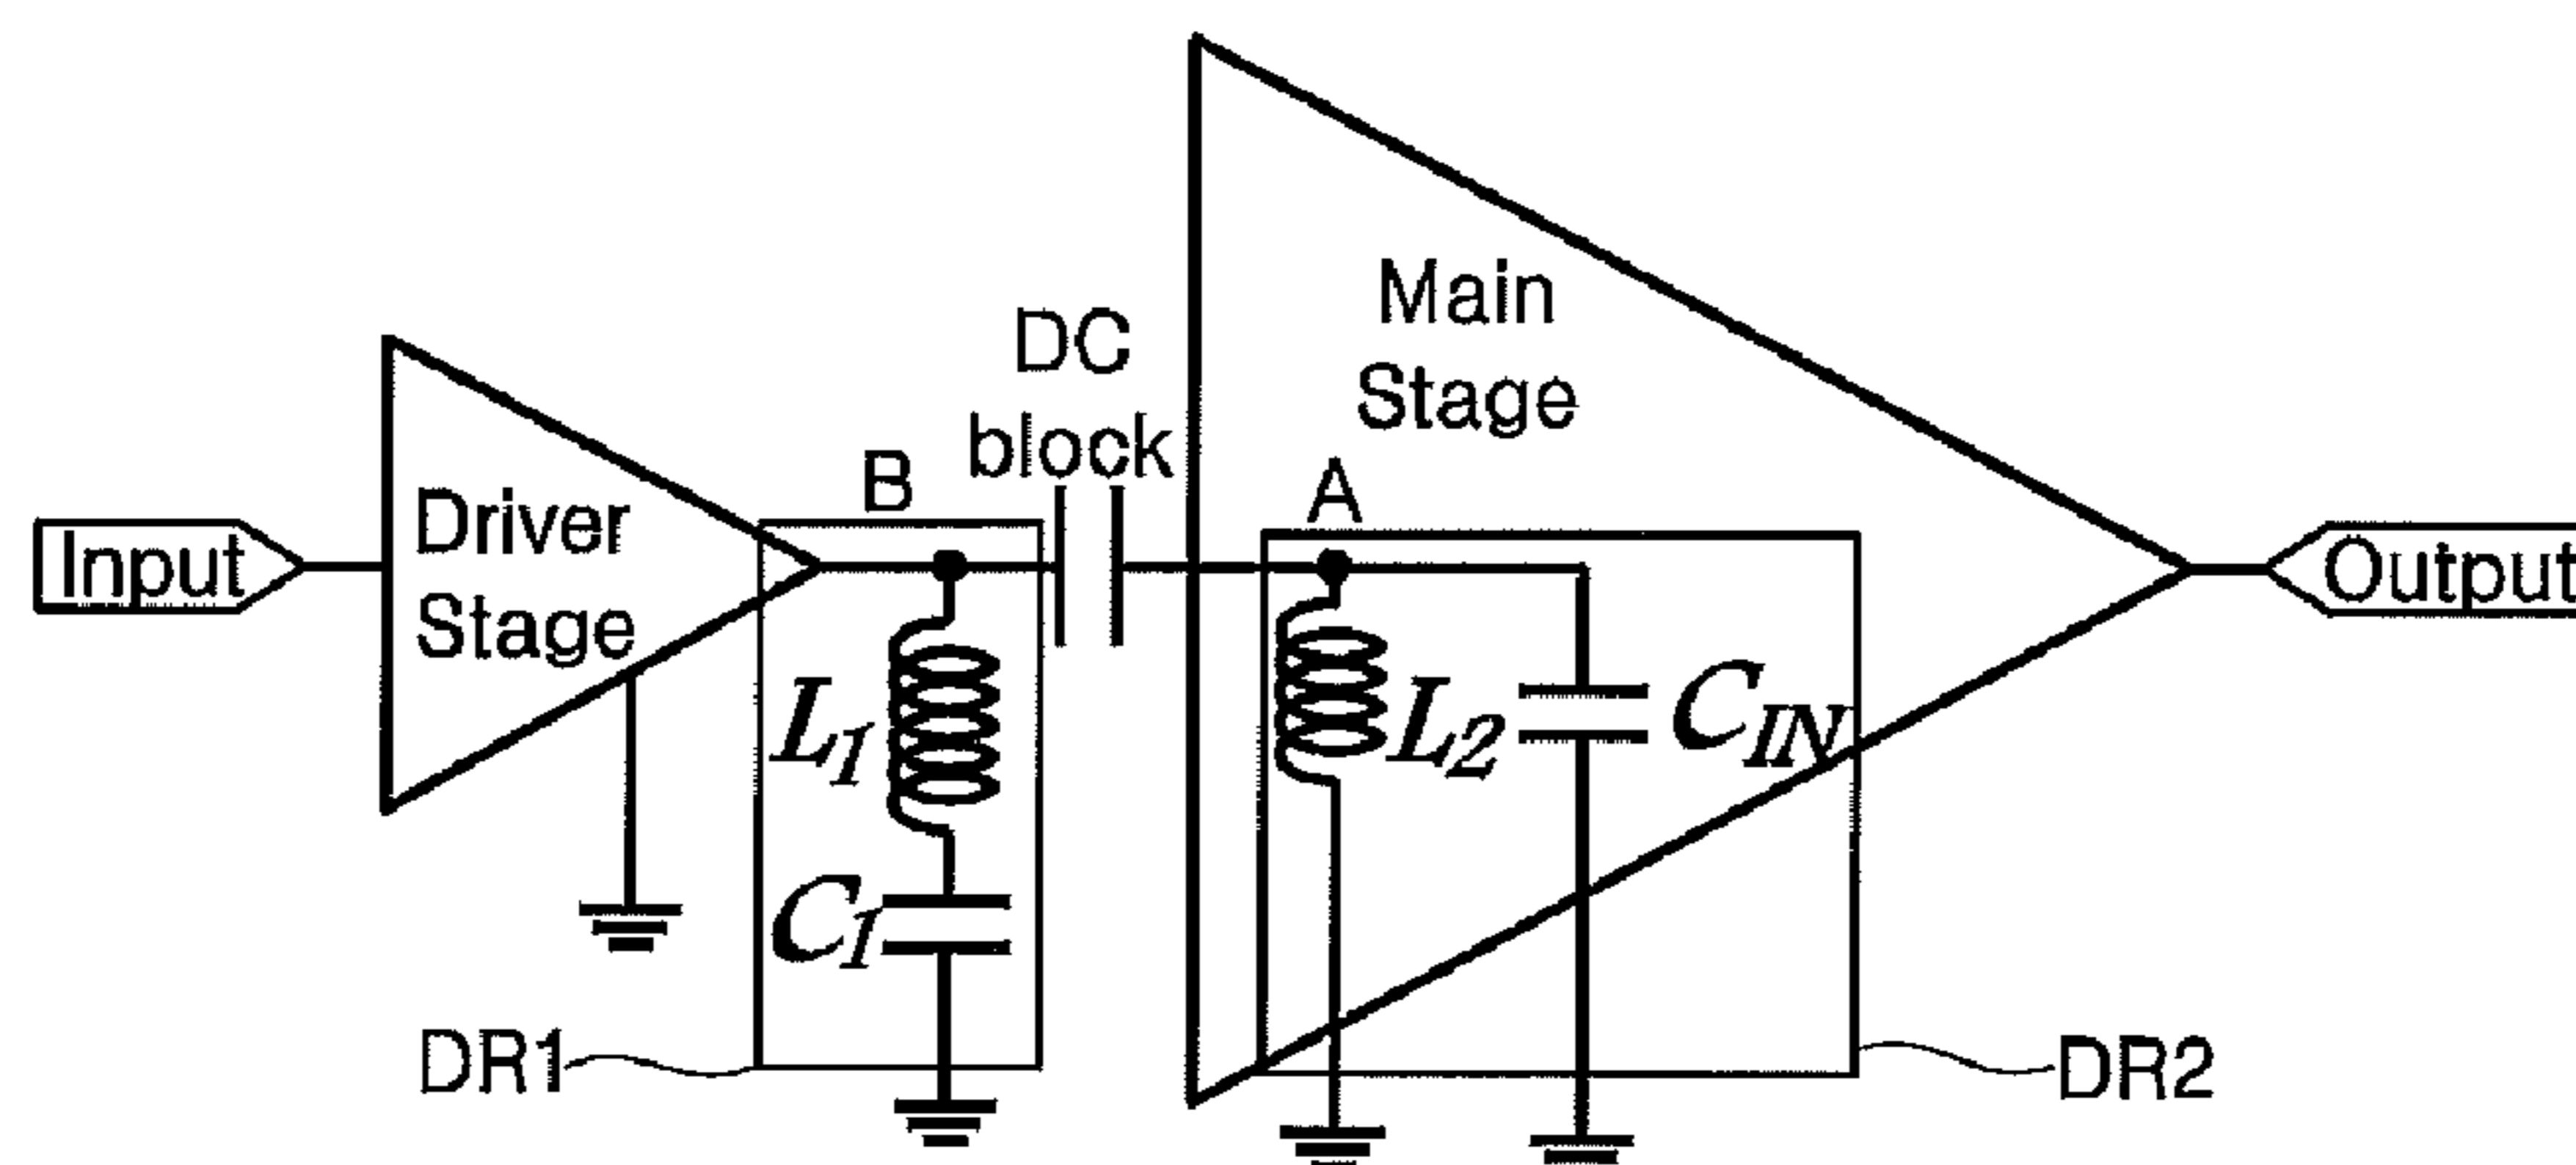 Main
Stage
DC
block
B
A
Driver
Stage
Input
Output
L1
L2
CIN
C1
DR1
DR2